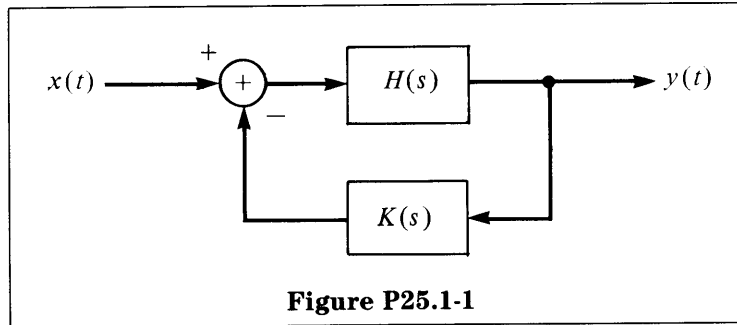 +
x(t)
+
H(s)
y(t)
−
K(s)
Figure P25.1-1